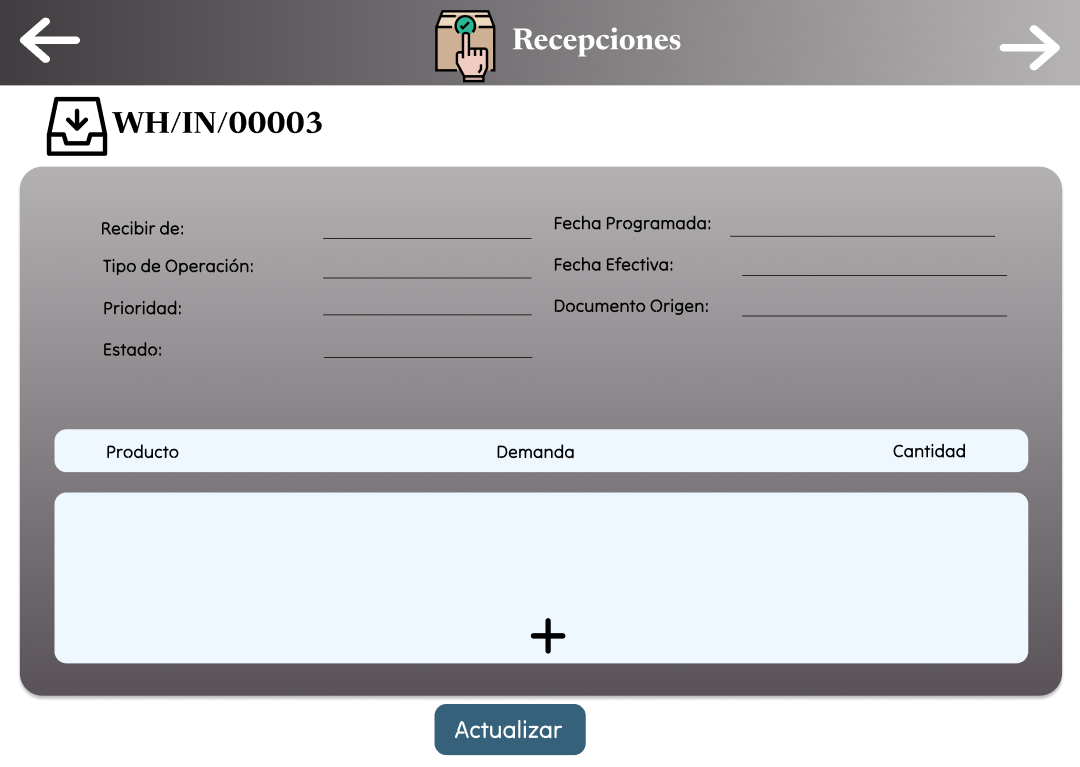 Recepciones
WH/IN/00003
Recibir de:
Tipo de Operación:
Prioridad:
Estado:
Fecha Programada:
Fecha Efectiva:
Documento Origen:
Producto Demanda Cantidad
Actualizar